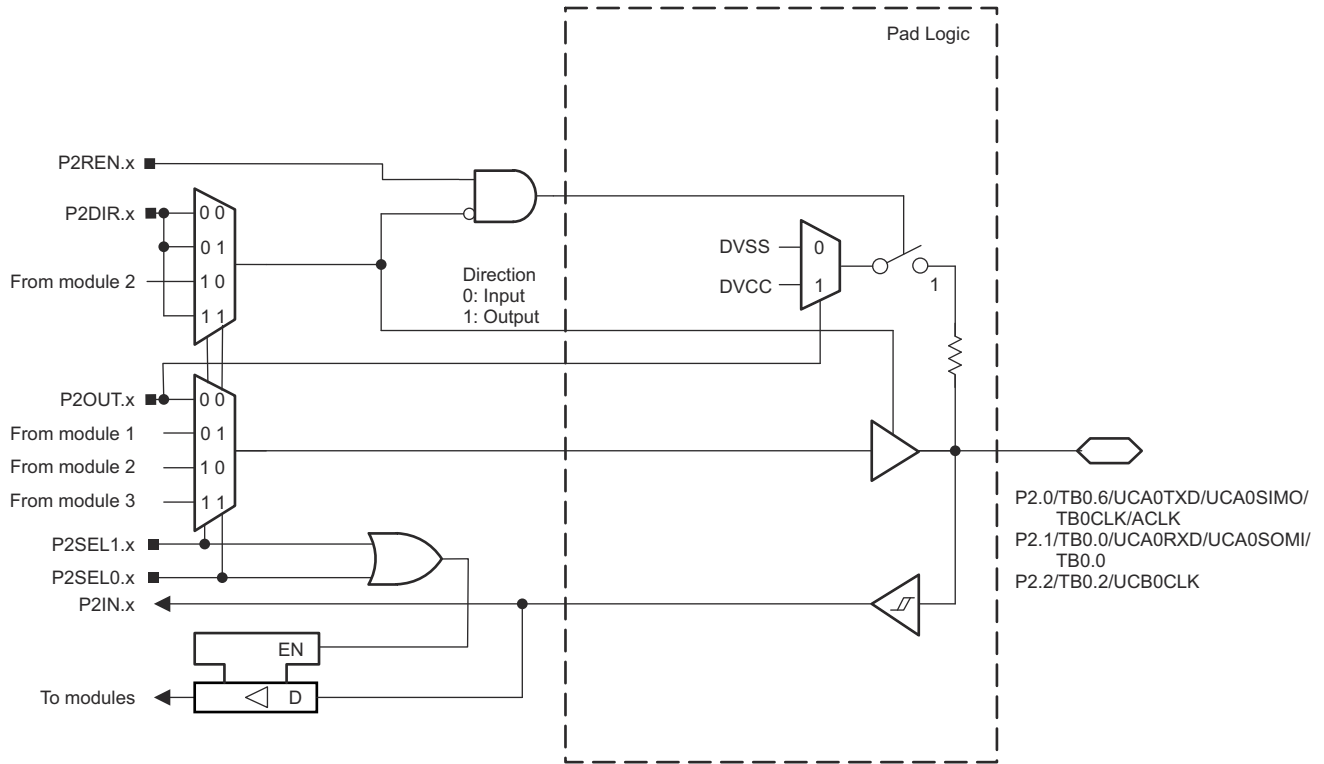 Pad Logic
P2REN.x
P2DIR.x
0 0
0 1
From module 2
1 0
1 1
Direction
0: Input
1: Output
DVSS
0
DVCC
1
1
P2OUT.x
0 0
From module 1
0 1
From module 2
1 0
From module 3
1 1
P2SEL1.x
P2SEL0.x
P2IN.x
EN
To modules
D
P2.0/TB0.6/UCA0TXD/UCA0SIMO/
TB0CLK/ACLK
P2.1/TB0.0/UCA0RXD/UCA0SOMI/
TB0.0
P2.2/TB0.2/UCB0CLK